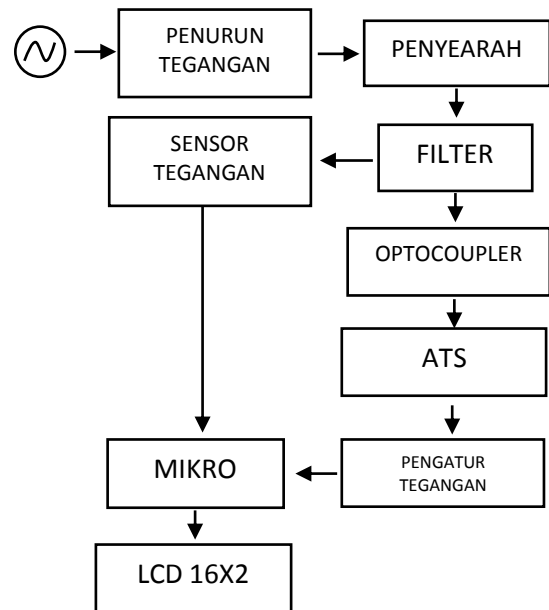 PENURUN
TEGANGAN
PENYEARAH
SENSOR
TEGANGAN
FILTER
OPTOCOUPLER
ATS
MIKRO
PENGATUR
TEGANGAN
LCD 16X2